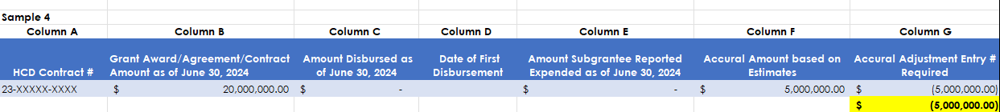 Sample 4
Column A Column B Column C Column D Column E Column F Column G
Grant Award/Agreement/Contract Amount Disbursed as Date of First Amount Subgrantee Reported Accural Amount based on Accural Adjustment Entry #
HCD Contract # Amount as of June 30, 2024 of June 30, 2024 Disbursement Expended as of June 30, 2024 Estimates Required
23-XXXXX-XXXX $ 20,000,000.00 $ - $ - $ 5,000,000.00 $ (5,000,000.00)
$ (5,000,000.00)